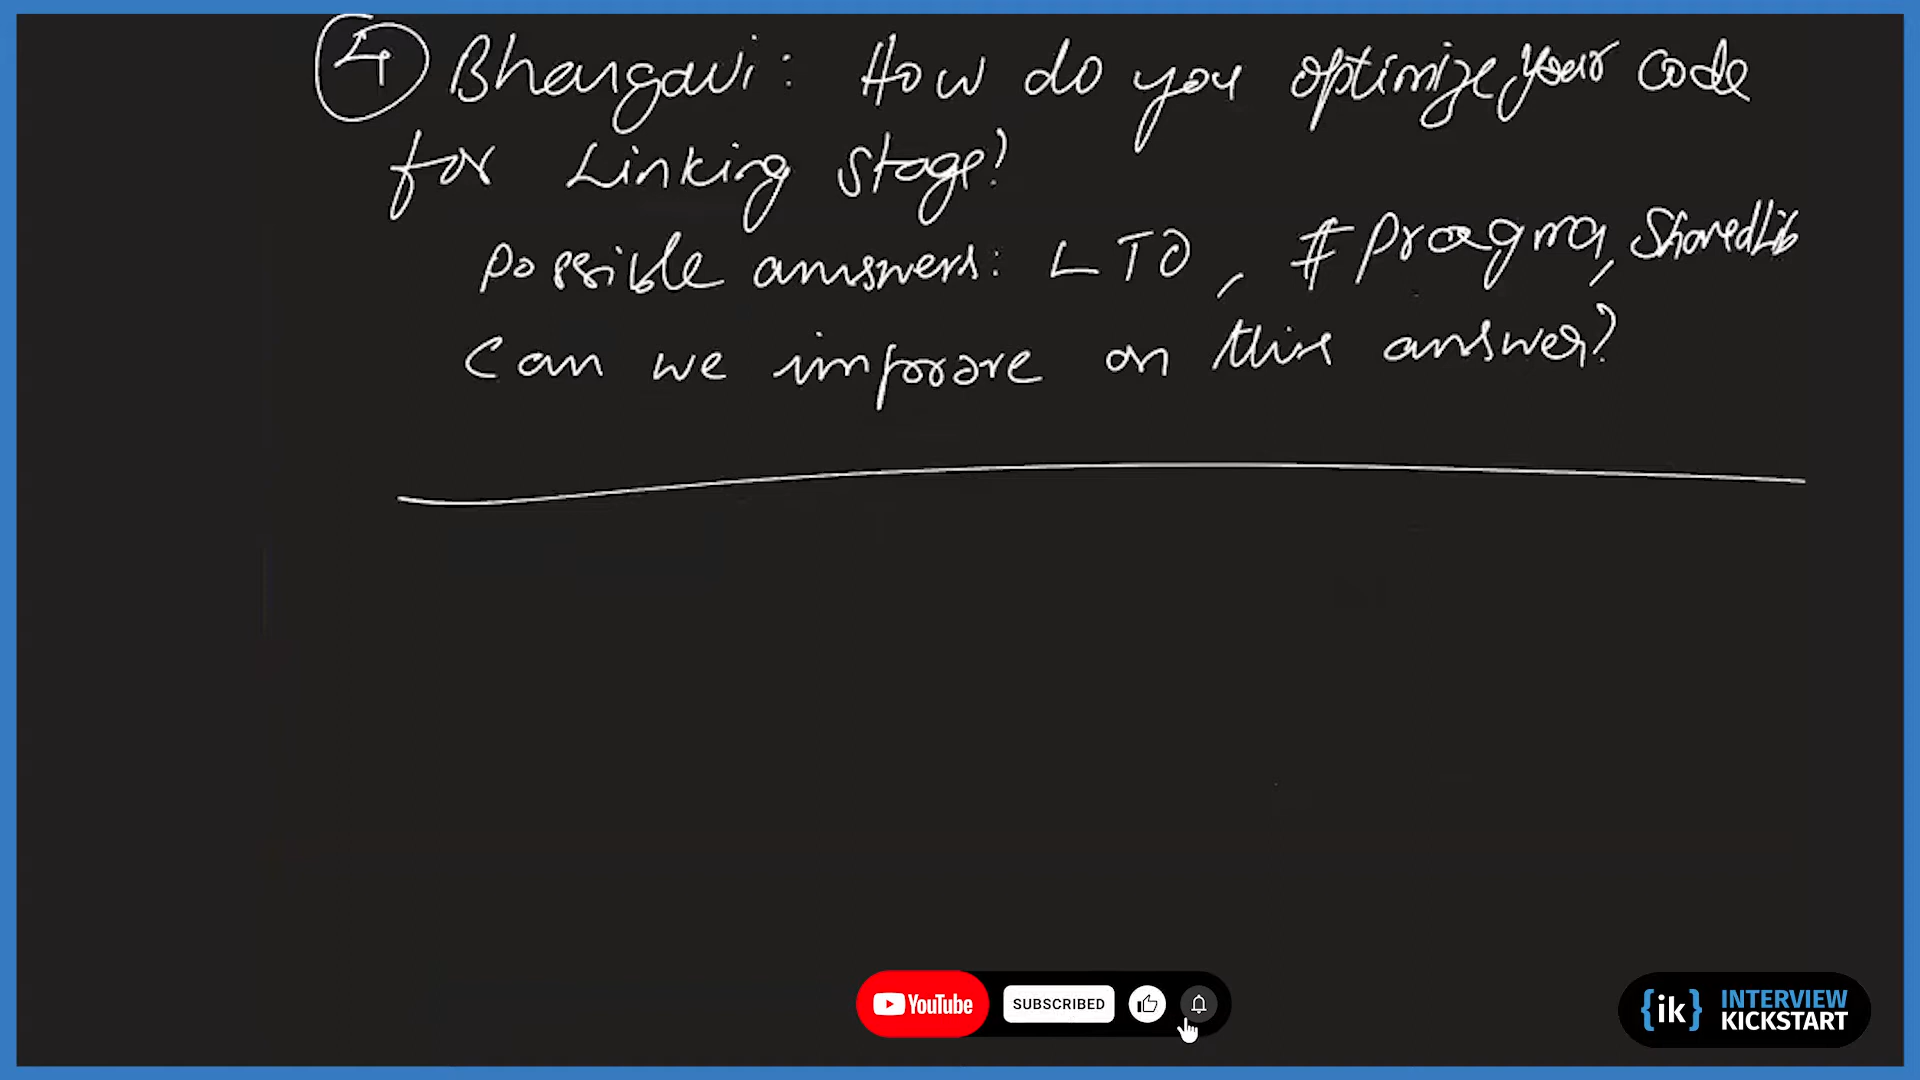 4 Bhargavi: How do you optimize your code
for Linking stage?
Possible answers: LTO, #pragma, SharedLib
Can we improve on this answer?
YouTube SUBSCRIBED
{ik} INTERVIEW
KICKSTART